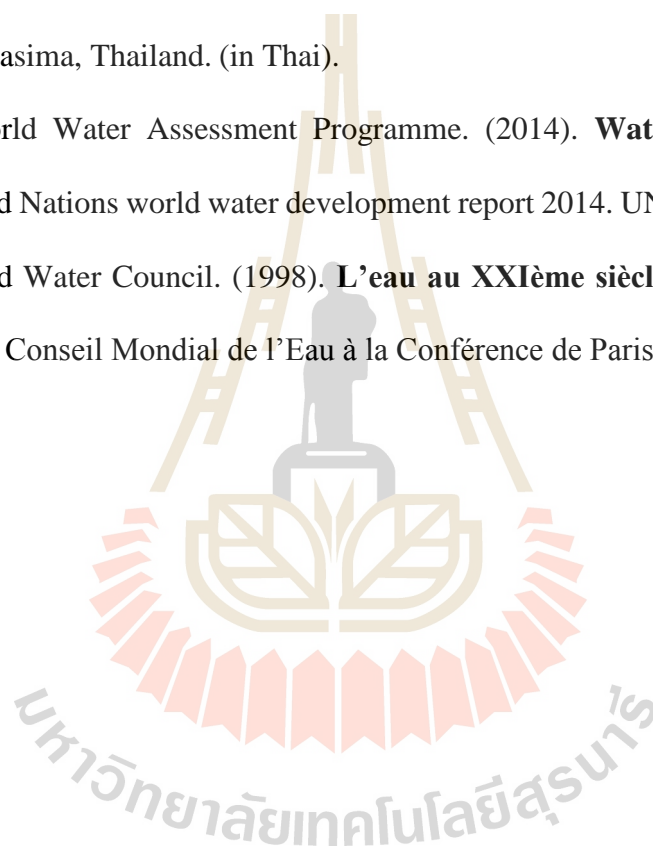 asima, Thailand. (in Thai).
orld Water Assessment Programme. (2014). Wat
d Nations world water development report 2014. UN
d Water Council. (1998). L’eau au XXIème siècl
Conseil Mondial de l’Eau à la Conférence de Paris
มหาวิทยาลัยเทคโนโลยีสุรนารี